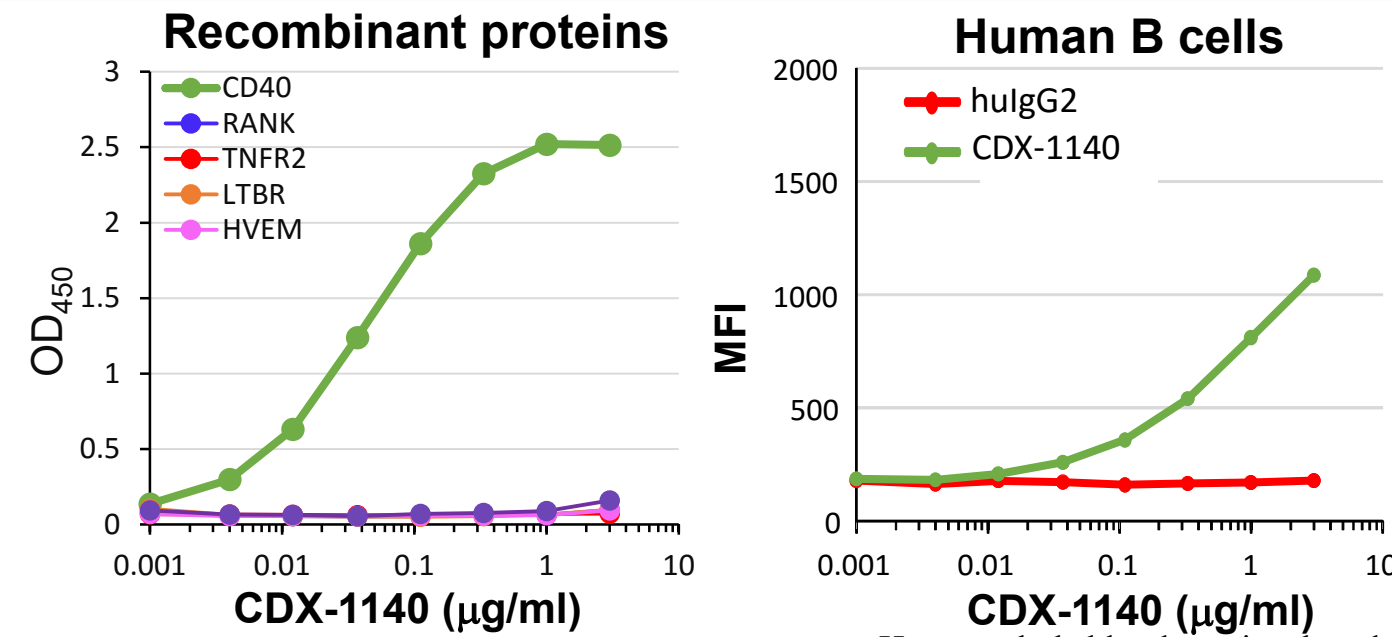 Recombinant proteins
3
2.5
2
1.5
1
0.5
0
OD450
CD40
RANK
TNFR2
LTBR
HVEM
0.001 0.01 0.1 1 10
CDX-1140 (μg/ml)
Human B cells
2000
1500
1000
500
0
MFI
huIgG2
CDX-1140
0.001 0.01 0.1 1 10
CDX-1140 (μg/ml)